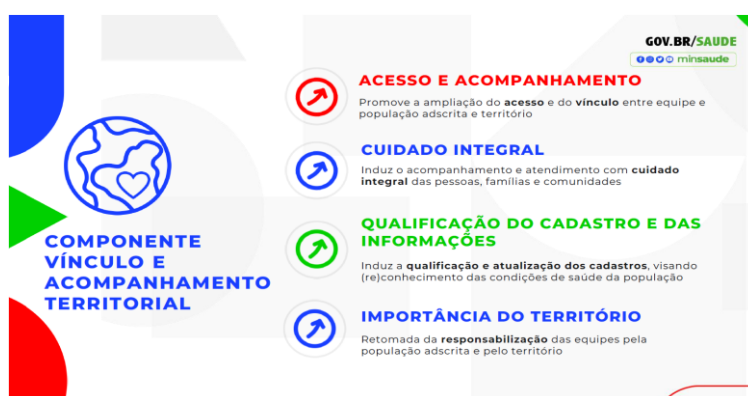 GOV.BR/SAUDE
minsaude
COMPONENTE
VÍNCULO E
ACOMPANHAMENTO
TERRITORIAL
ACESSO E ACOMPANHAMENTO
Promove a ampliação do acesso e do vínculo entre equipe e
população adscrita e território
CUIDADO INTEGRAL
Induz o acompanhamento e atendimento com cuidado
integral das pessoas, famílias e comunidades
QUALIFICAÇÃO DO CADASTRO E DAS
INFORMAÇÕES
Induz a qualificação e atualização dos cadastros, visando
(re)conhecimento das condições de saúde da população
IMPORTÂNCIA DO TERRITÓRIO
Retomada da responsabilização das equipes pela
população adscrita e pelo território